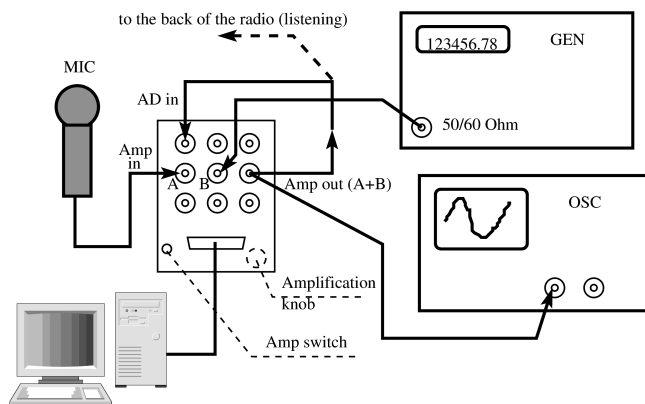 to the back of the radio (listening)
123456.78
GEN
MIC
AD in
50/60 Ohm
Amp
in
A
B
Amp out (A+B)
OSC
Amplification
knob
Amp switch